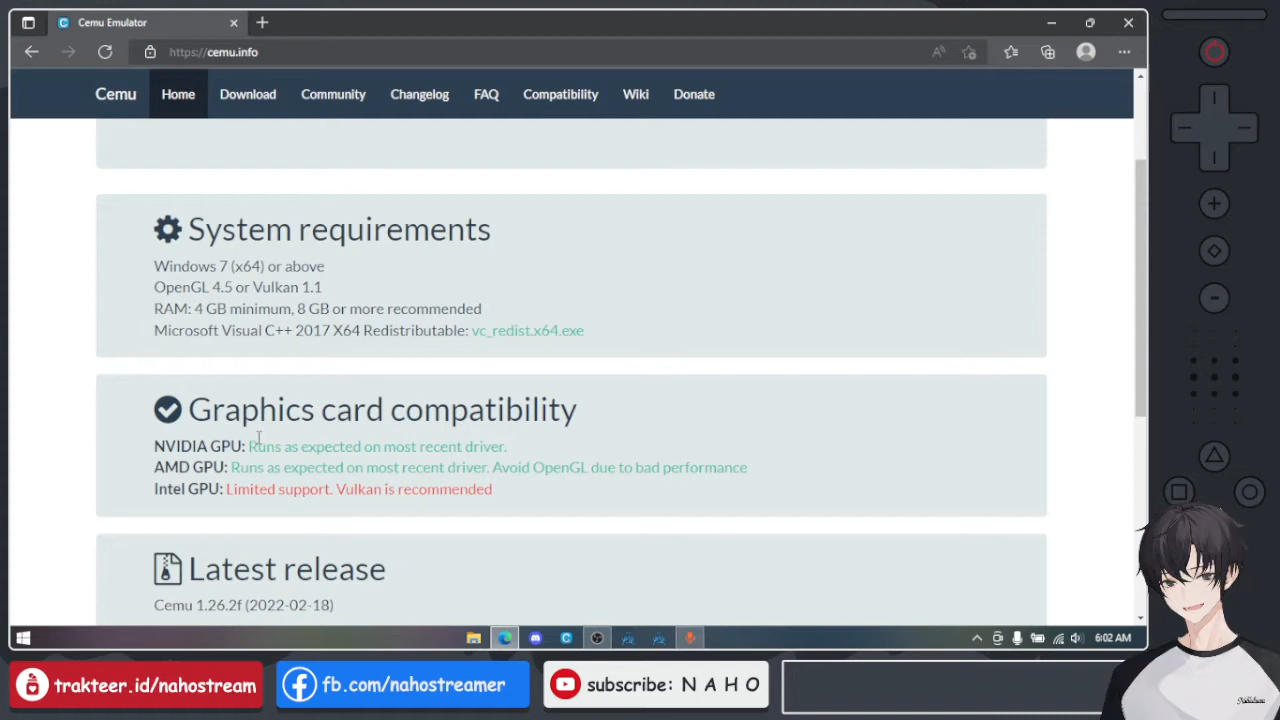 Cemu Emulator
https://cemu.info
Cemu Home Download Community Changelog FAQ Compatibility Wiki Donate
System requirements
Windows 7 (x64) or above
OpenGL 4.5 or Vulkan 1.1
RAM: 4 GB minimum, 8 GB or more recommended
Microsoft Visual C++ 2017 X64 Redistributable: vc_redist.x64.exe
Graphics card compatibility
NVIDIA GPU: Runs as expected on most recent driver.
AMD GPU: Runs as expected on most recent driver. Avoid OpenGL due to bad performance
Intel GPU: Limited support. Vulkan is recommended
Latest release
Cemu 1.26.2f (2022-02-18)
6:02 AM
trakteer.id/nahostream
fb.com/nahostreamer
subscribe: N A H O